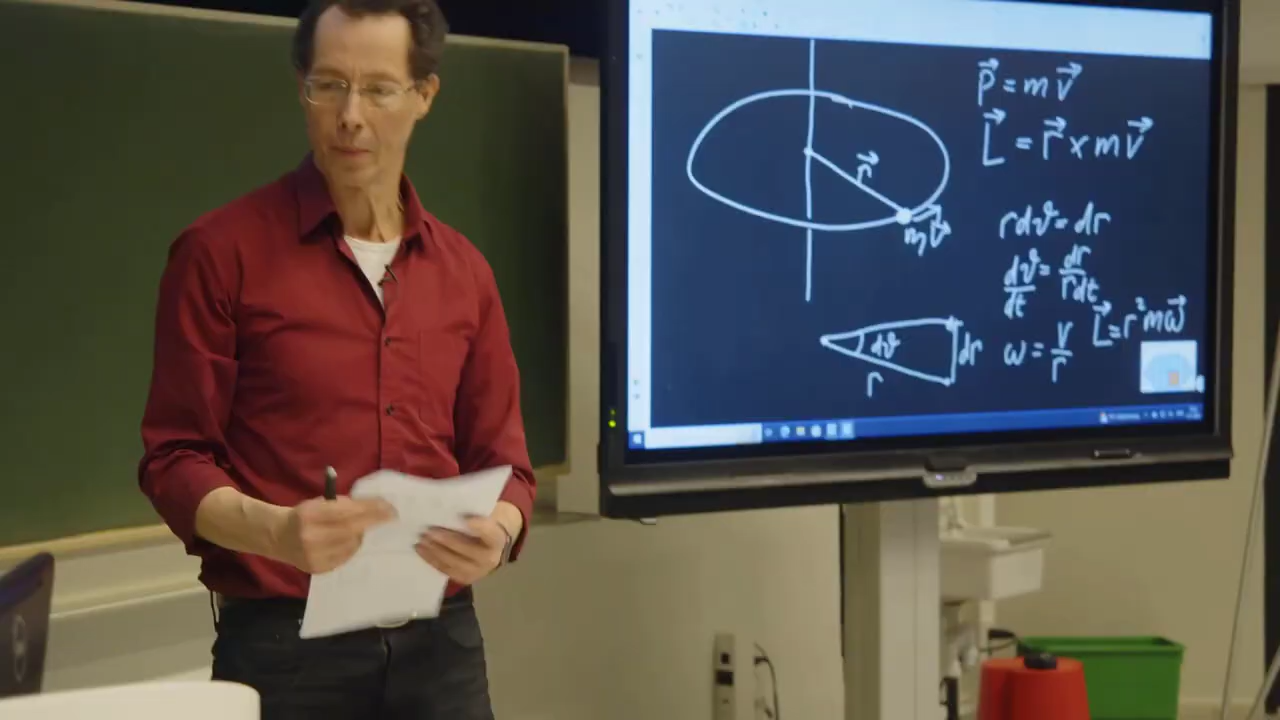 p⃗ = m v⃗
L⃗ = r⃗ x m v⃗
r⃗
m v⃗
r dϑ = dr
dϑ/dt = dr/r dt
L⃗ = r² m ω⃗
ω = v/r
dϑ
dr
r